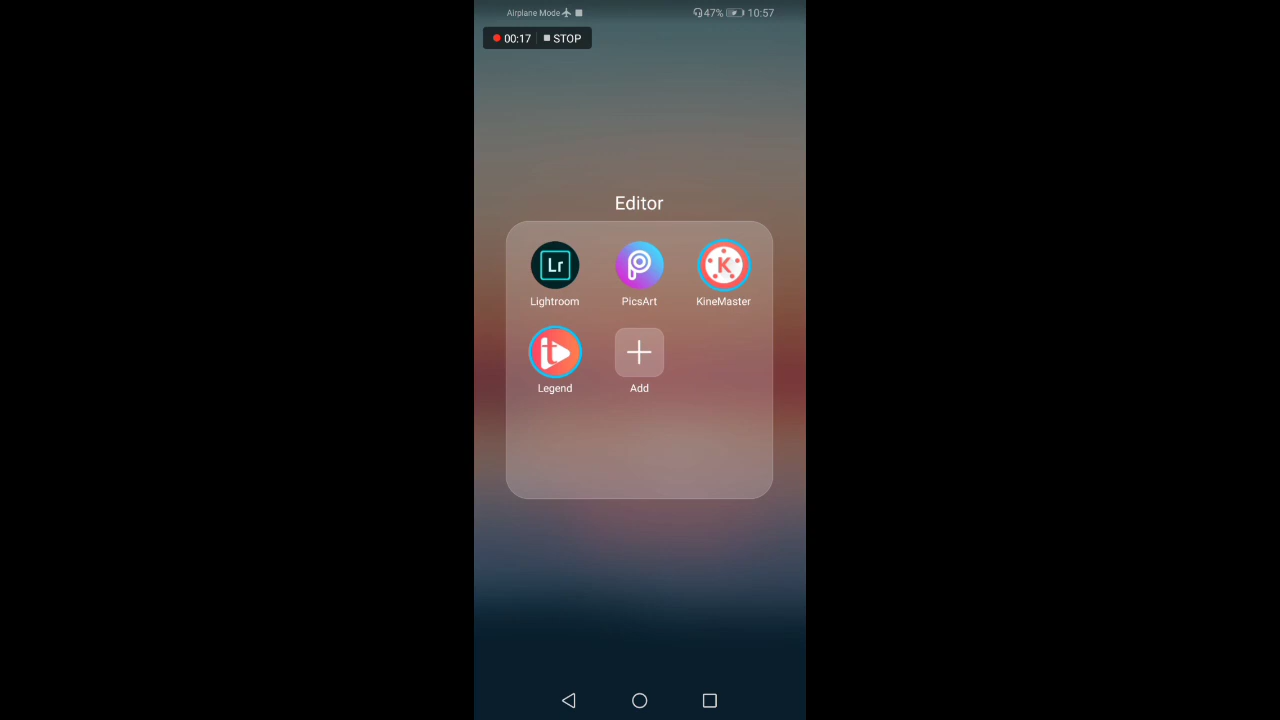 Airplane Mode 47% 10:57
00:17 STOP
Editor
Lr K
Lightroom PicsArt KineMaster
Legend Add